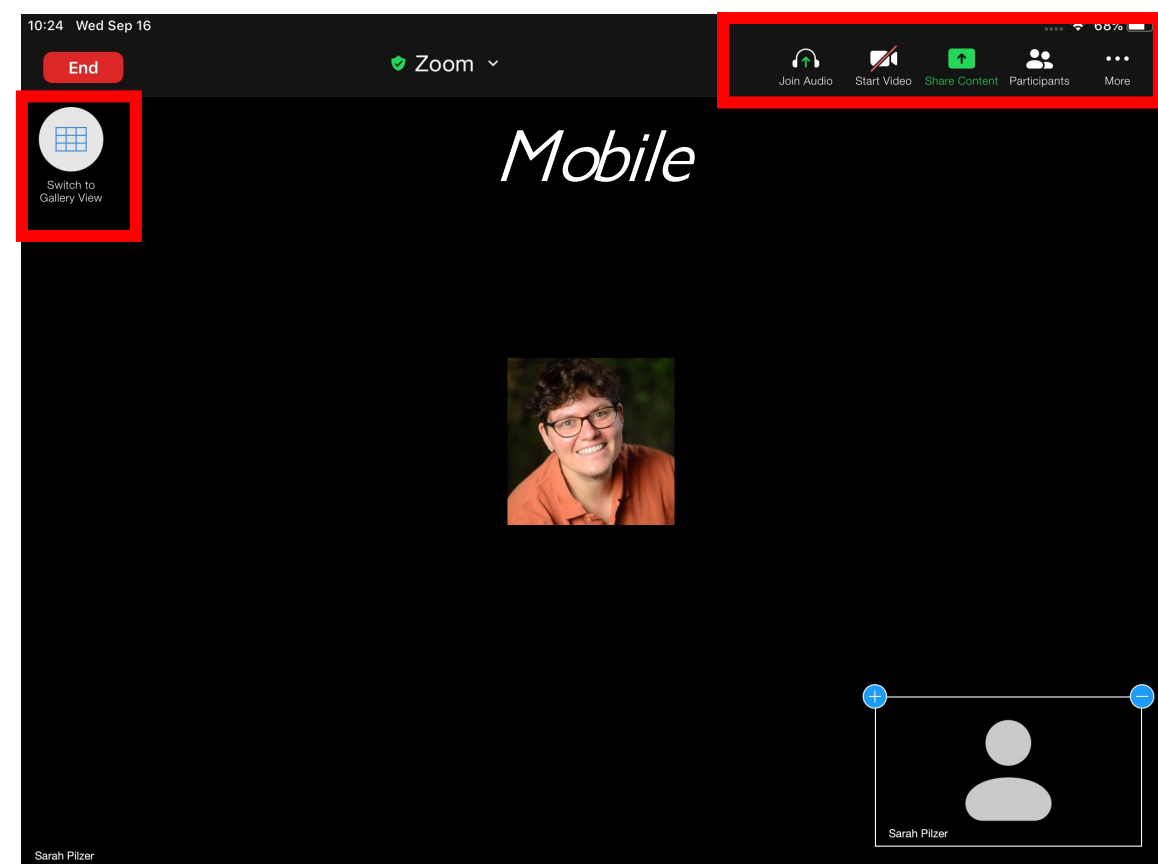 10:24 Wed Sep 16
68%
End
Zoom
Join Audio
Start Video
Share Content
Participants
More
Switch to
Gallery View
Mobile
Sarah Pilzer
Sarah Pilzer